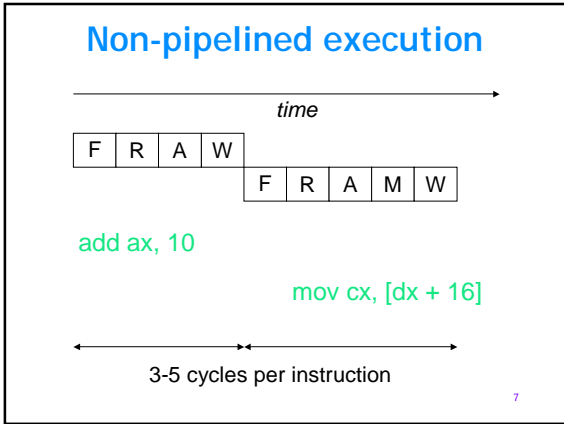 Non-pipelined execution
time
F R A W
F R A M W
add ax, 10
mov cx, [dx + 16]
3-5 cycles per instruction
7